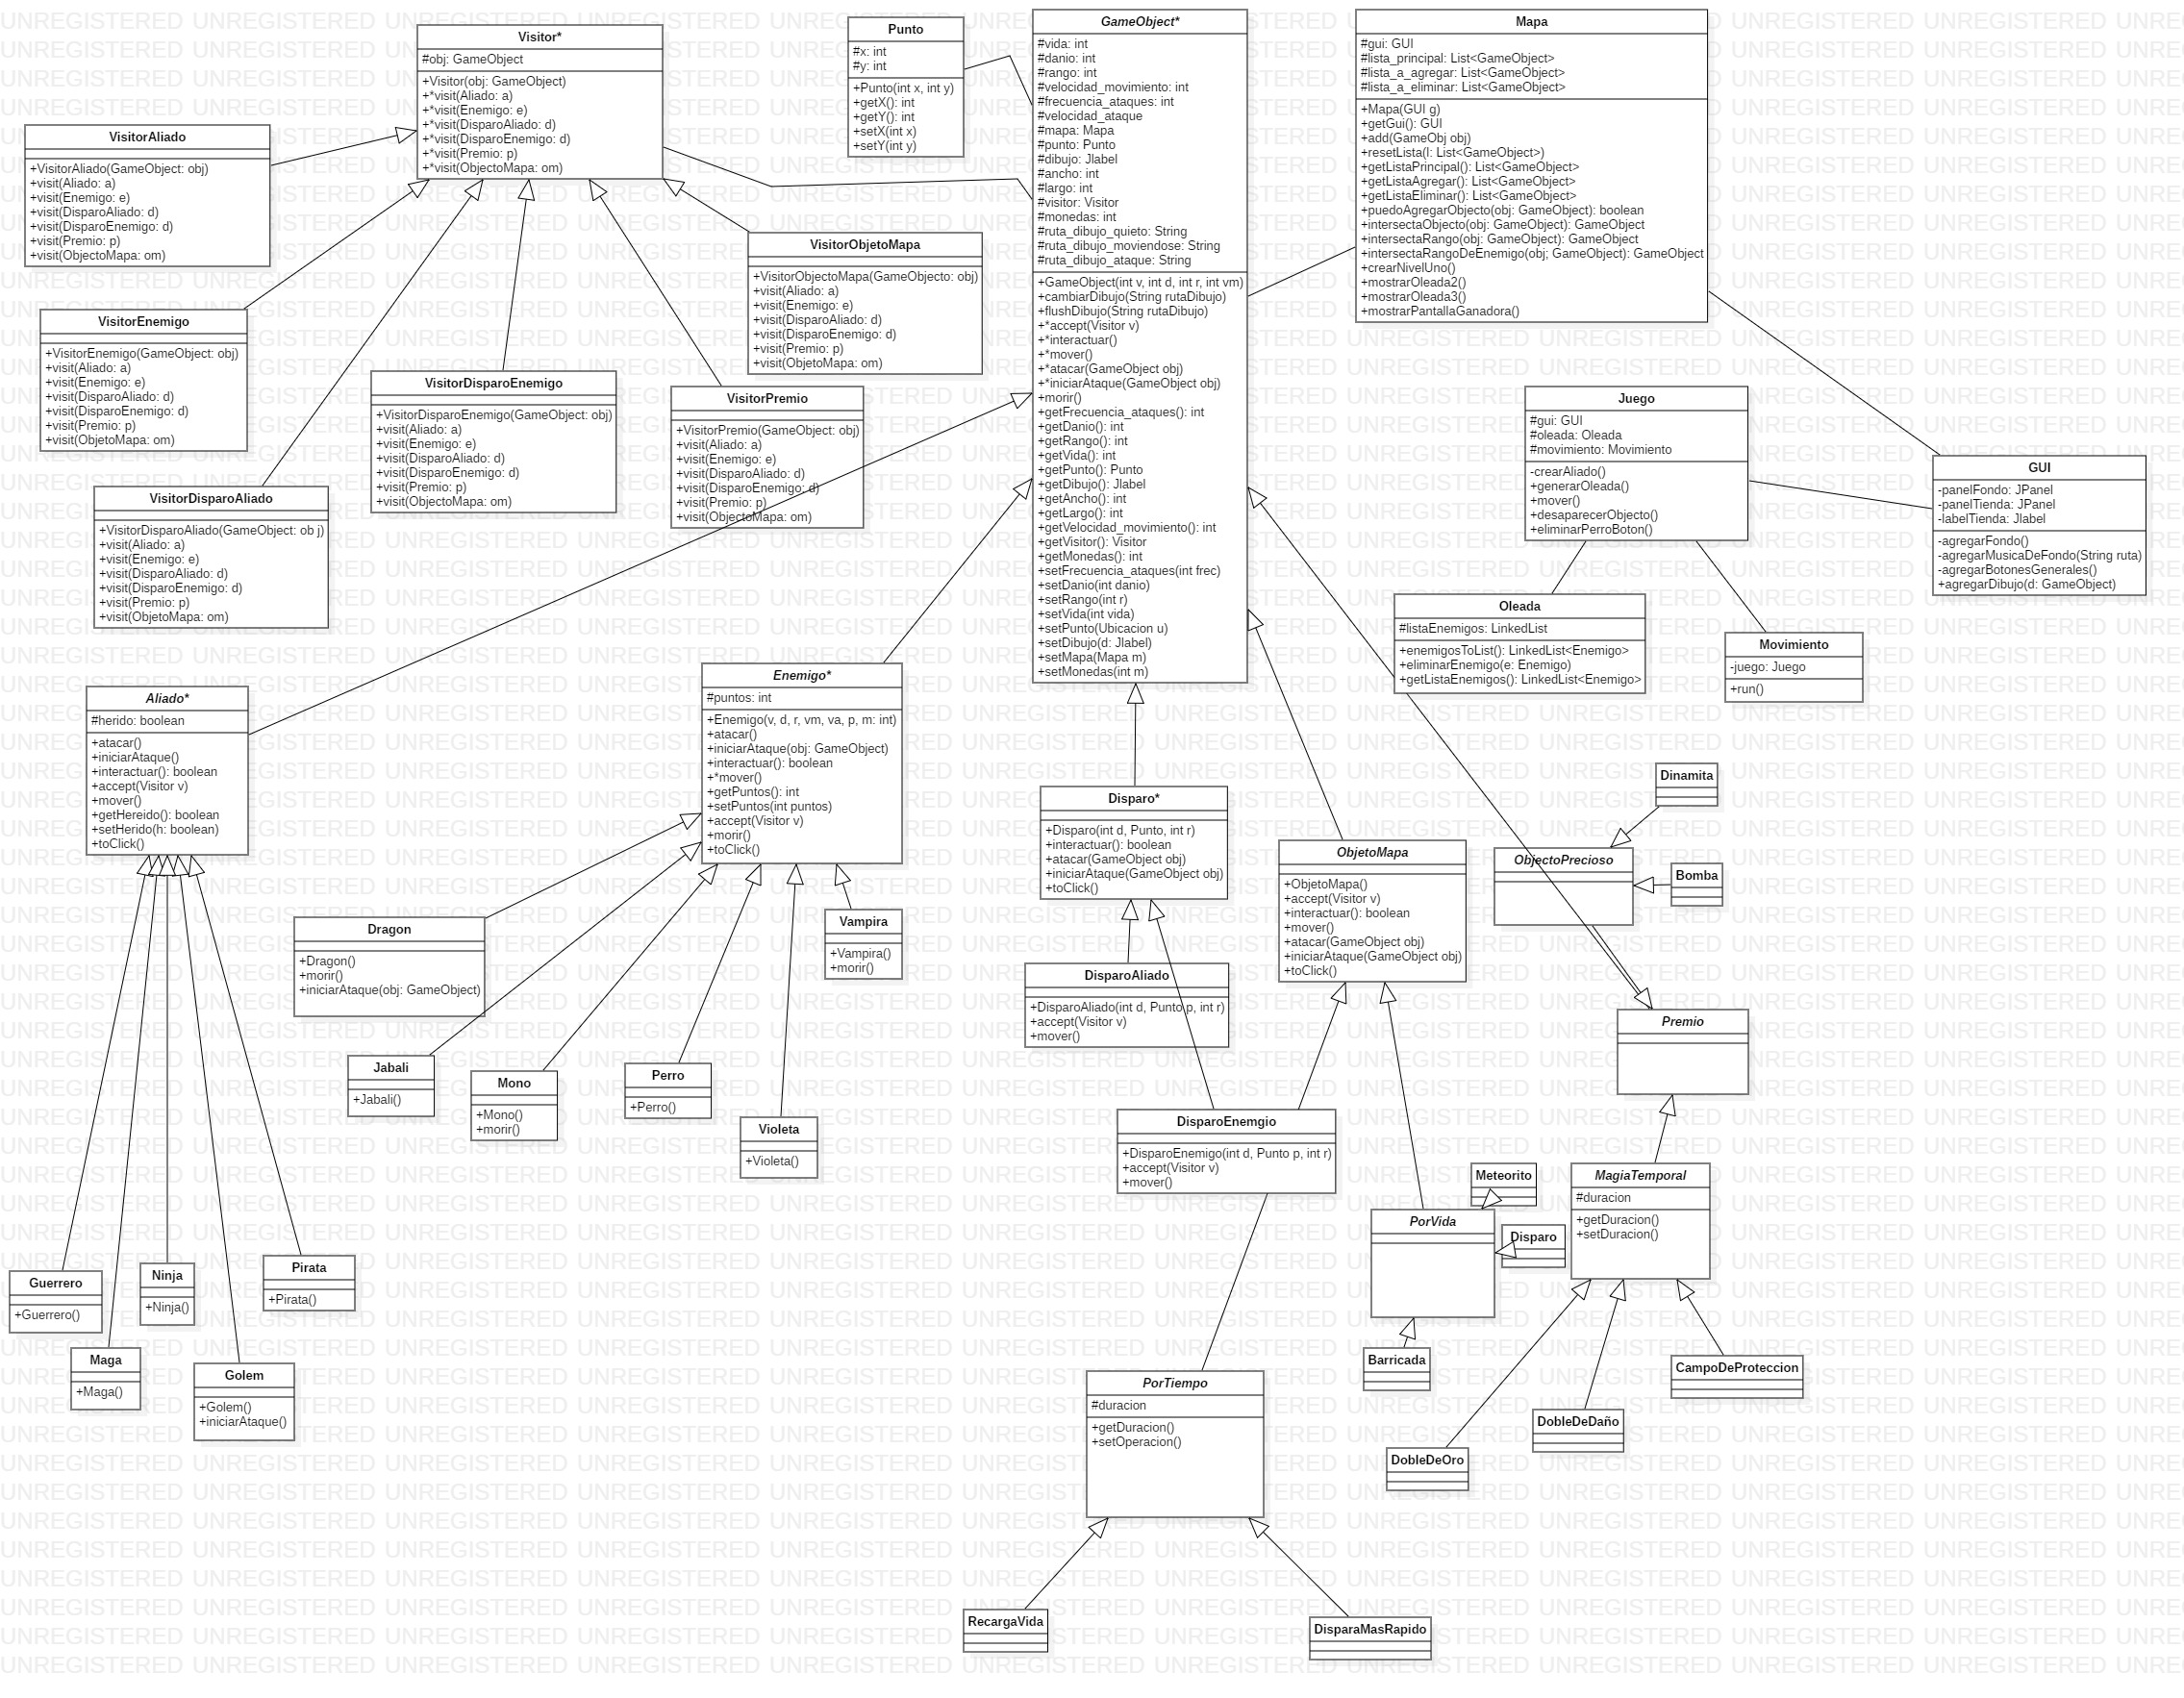 Visitor*
#obj: GameObject
+Visitor(obj: GameObject)
+*visit(Aliado: a)
+*visit(Enemigo: e)
+*visit(DisparoAliado: d)
+*visit(DisparoEnemigo: d)
+*visit(Premio: p)
+*visit(ObjectoMapa: om)
Punto
#x: int
#y: int
+Punto(int x, int y)
+getX(): int
+getY(): int
+setX(int x)
+setY(int y)
GameObject*
#vida: int
#danio: int
#rango: int
#velocidad_movimiento: int
#frecuencia_ataques: int
#velocidad_ataque
#mapa: Mapa
#punto: Punto
#dibujo: Jlabel
#ancho: int
#largo: int
#visitor: Visitor
#monedas: int
#ruta_dibujo_quieto: String
#ruta_dibujo_moviendose: String
#ruta_dibujo_ataque: String
+GameObject(int v, int d, int r, int vm)
+cambiarDibujo(String rutaDibujo)
+flushDibujo(String rutaDibujo)
+*accept(Visitor v)
+*interactuar()
+*mover()
+*atacar(GameObject obj)
+*iniciarAtaque(GameObject obj)
+morir()
+getFrecuencia_ataques(): int
+getDanio(): int
+getRango(): int
+getVida(): int
+getPunto(): Punto
+getDibujo(): Jlabel
+getAncho(): int
+getLargo(): int
+getVelocidad_movimiento(): int
+getVisitor(): Visitor
+getMonedas(): int
+setFrecuencia_ataques(int frec)
+setDanio(int danio)
+setRango(int r)
+setVida(int vida)
+setPunto(Ubicacion u)
+setDibujo(d: Jlabel)
+setMapa(Mapa m)
+setMonedas(int m)
Mapa
#gui: GUI
#lista_principal: List<GameObject>
#lista_a_agregar: List<GameObject>
#lista_a_eliminar: List<GameObject>
+Mapa(GUI g)
+getGui(): GUI
+add(GameObj obj)
+resetLista(l: List<GameObject>)
+getListaPrincipal(): List<GameObject>
+getListaAgregar(): List<GameObject>
+getListaEliminar(): List<GameObject>
+puedoAgregarObjecto(obj: GameObject): boolean
+intersectaObjecto(obj: GameObject): GameObject
+intersectaRango(obj: GameObject): GameObject
+intersectaRangoDeEnemigo(obj; GameObject): GameObject
+crearNivelUno()
+mostrarOleada2()
+mostrarOleada3()
+mostrarPantallaGanadora()
VisitorAliado
+VisitorAliado(GameObject: obj)
+visit(Aliado: a)
+visit(Enemigo: e)
+visit(DisparoAliado: d)
+visit(DisparoEnemigo: d)
+visit(Premio: p)
+visit(ObjectoMapa: om)
VisitorObjetoMapa
+VisitorObjectoMapa(GameObjecto: obj)
+visit(Aliado: a)
+visit(Enemigo: e)
+visit(DisparoAliado: d)
+visit(DisparoEnemigo: d)
+visit(Premio: p)
+visit(ObjetoMapa: om)
VisitorEnemigo
+VisitorEnemigo(GameObject: obj)
+visit(Aliado: a)
+visit(Enemigo: e)
+visit(DisparoAliado: d)
+visit(DisparoEnemigo: d)
+visit(Premio: p)
+visit(ObjetoMapa: om)
VisitorDisparoEnemigo
+VisitorDisparoEnemigo(GameObject: obj)
+visit(Aliado: a)
+visit(Enemigo: e)
+visit(DisparoAliado: d)
+visit(DisparoEnemigo: d)
+visit(Premio: p)
+visit(ObjectoMapa: om)
VisitorPremio
+VisitorPremio(GameObject: obj)
+visit(Aliado: a)
+visit(Enemigo: e)
+visit(DisparoAliado: d)
+visit(DisparoEnemigo: d)
+visit(Premio: p)
+visit(ObjectoMapa: om)
VisitorDisparoAliado
+VisitorDisparoAliado(GameObject: ob j)
+visit(Aliado: a)
+visit(Enemigo: e)
+visit(DisparoAliado: d)
+visit(DisparoEnemigo: d)
+visit(Premio: p)
+visit(ObjetoMapa: om)
Juego
#gui: GUI
#oleada: Oleada
#movimiento: Movimiento
-crearAliado()
+generarOleada()
+mover()
+desaparecerObjecto()
+eliminarPerroBoton()
GUI
-panelFondo: JPanel
-panelTienda: JPanel
-labelTienda: Jlabel
-agregarFondo()
-agregarMusicaDeFondo(String ruta)
-agregarBotonesGenerales()
+agregarDibujo(d: GameObject)
Oleada
#listaEnemigos: LinkedList
+enemigosToList(): LinkedList<Enemigo>
+eliminarEnemigo(e: Enemigo)
+getListaEnemigos(): LinkedList<Enemigo>
Movimiento
-juego: Juego
+run()
Aliado*
#herido: boolean
+atacar()
+iniciarAtaque()
+interactuar(): boolean
+accept(Visitor v)
+mover()
+getHereido(): boolean
+setHerido(h: boolean)
+toClick()
Enemigo*
#puntos: int
+Enemigo(v, d, r, vm, va, p, m: int)
+atacar()
+iniciarAtaque(obj: GameObject)
+interactuar(): boolean
+*mover()
+getPuntos(): int
+setPuntos(int puntos)
+accept(Visitor v)
+morir()
+toClick()
Disparo*
+Disparo(int d, Punto, int r)
+interactuar(): boolean
+atacar(GameObject obj)
+iniciarAtaque(GameObject obj)
+toClick()
ObjetoMapa
+ObjetoMapa()
+accept(Visitor v)
+interactuar(): boolean
+mover()
+atacar(GameObject obj)
+iniciarAtaque(GameObject obj)
+toClick()
Dinamita
ObjectoPrecioso
Bomba
Dragon
+Dragon()
+morir()
+iniciarAtaque(obj: GameObject)
Vampira
+Vampira()
+morir()
DisparoAliado
+DisparoAliado(int d, Punto p, int r)
+accept(Visitor v)
+mover()
Premio
Jabali
+Jabali()
Mono
+Mono()
+morir()
Perro
+Perro()
Violeta
+Violeta()
DisparoEnemgio
+DisparoEnemigo(int d, Punto p, int r)
+accept(Visitor v)
+mover()
Meteorito
MagiaTemporal
#duracion
+getDuracion()
+setDuracion()
PorVida
Disparo
Guerrero
+Guerrero()
Ninja
+Ninja()
Pirata
+Pirata()
Maga
+Maga()
Golem
+Golem()
+iniciarAtaque()
Barricada
CampoDeProteccion
PorTiempo
#duracion
+getDuracion()
+setOperacion()
DobleDeDaño
DobleDeOro
RecargaVida
DisparaMasRapido